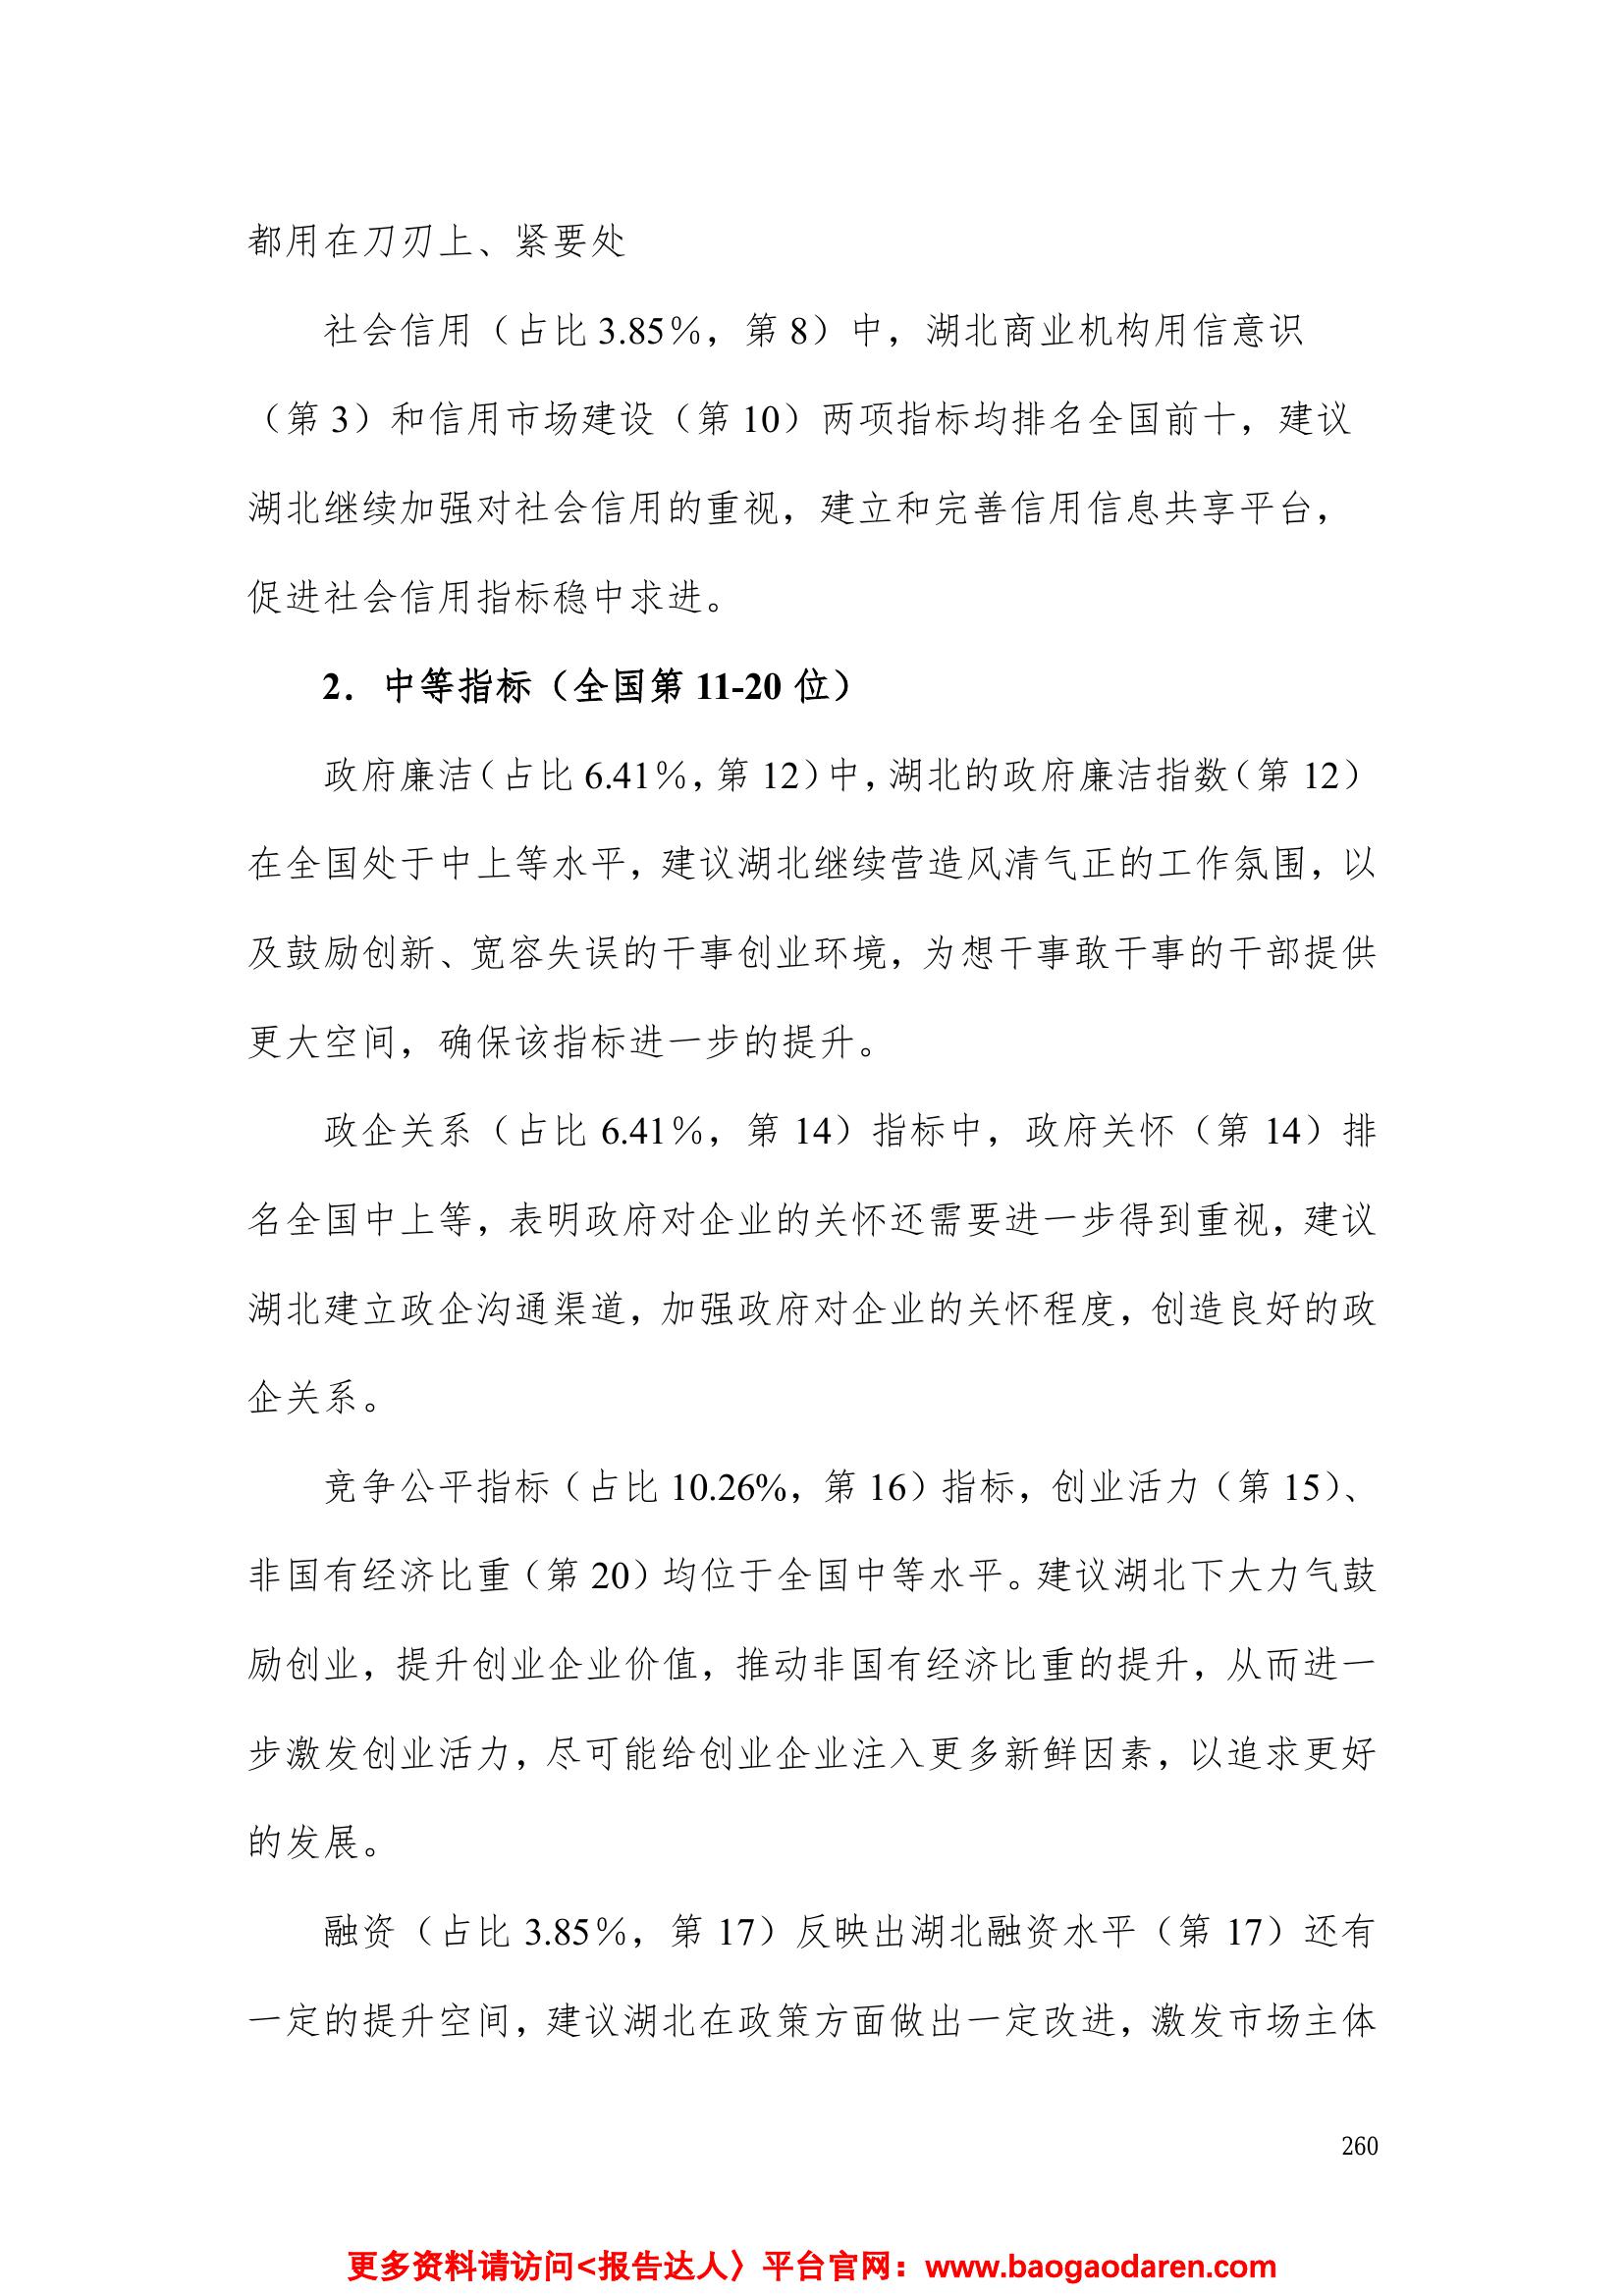 都用在刀刃上、紧要处
社会信用（占比 3.85%，第 8）中，湖北商业机构用信意识
（第 3）和信用市场建设（第 10）两项指标均排名全国前十，建议
湖北继续加强对社会信用的重视，建立和完善信用信息共享平台，
促进社会信用指标稳中求进。
2．中等指标（全国第 11-20 位）
政府廉洁（占比 6.41%，第 12）中，湖北的政府廉洁指数（第 12）
在全国处于中上等水平，建议湖北继续营造风清气正的工作氛围，以
及鼓励创新、宽容失误的干事创业环境，为想干事敢干事的干部提供
更大空间，确保该指标进一步的提升。
政企关系（占比 6.41%，第 14）指标中，政府关怀（第 14）排
名全国中上等，表明政府对企业的关怀还需要进一步得到重视，建议
湖北建立政企沟通渠道，加强政府对企业的关怀程度，创造良好的政
企关系。
竞争公平指标（占比 10.26%，第 16）指标，创业活力（第 15）、
非国有经济比重（第 20）均位于全国中等水平。建议湖北下大力气鼓
励创业，提升创业企业价值，推动非国有经济比重的提升，从而进一
步激发创业活力，尽可能给创业企业注入更多新鲜因素，以追求更好
的发展。
融资（占比 3.85%，第 17）反映出湖北融资水平（第 17）还有
一定的提升空间，建议湖北在政策方面做出一定改进，激发市场主体
260
更多资料请访问<报告达人〉平台官网：www.baogaodaren.com